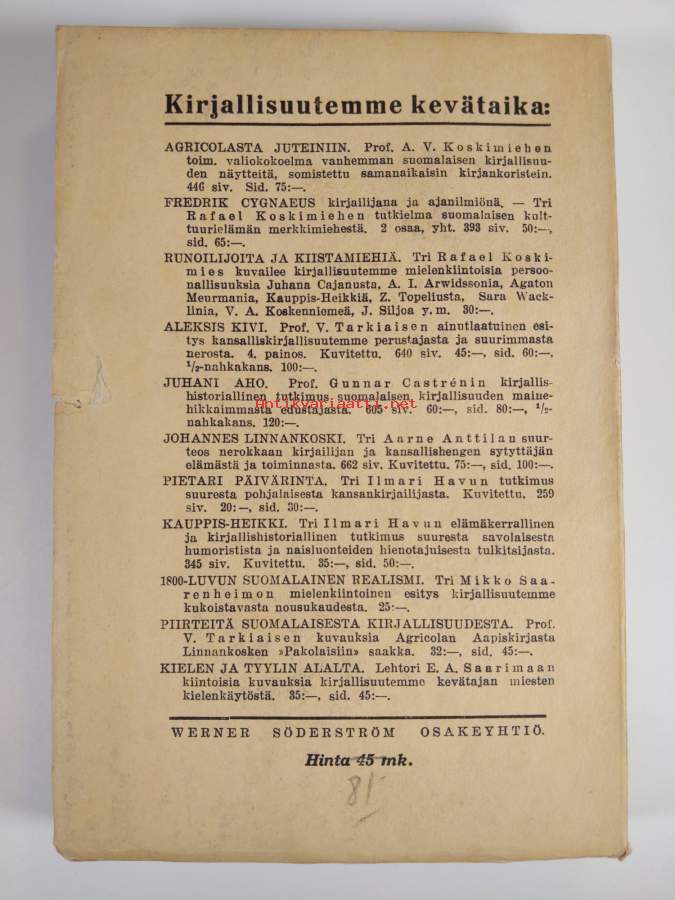 Kirjallisuutemme kevätaika:
AGRICOLASTA JUTEINIIN. Prof. A. V. Koskimiehen
toim. valiokokoelma vanhemman suomalaisen kirjallisuu-
den näytteitä, somistettu samanaikaisin kirjankoristein.
446 siv. Sid. 75:—.
FREDRIK CYGNAEUS kirjailijana ja ajanilmiönä. — Tri
Rafael Koskimiehen tutkielma suomalaisen kult-
tuurielämän merkkimiehestä. 2 osaa, yht. 393 siv. 50:—,
sid. 65:—.
RUNOILIJOITA JA KIISTAMIEHIÄ. Tri Rafael Koski-
mies kuvailee kirjallisuutemme mielenkiintoisia persoo-
nallisuuksia Juhana Cajanusta, A. I. Arwidssonia, Agaton
Meurmania, Kauppis-Heikkiä, Z. Topeliusta, Sara Wack-
linia, V. A. Koskenniemeä, J. Siljoa y. m. 30:—.
ALEKSIS KIVI. Prof. V. Tarkiaisen ainutlaatuinen esi-
tys kansalliskirjallisuutemme perustajasta ja suurimmasta
nerosta. 4. painos. Kuvitettu. 640 siv. 45:—, sid. 60:—,
1/2-nahkakans. 100:—.
JUHANI AHO. Prof. Gunnar Castrénin kirjallis-
historiallinen tutkimus suomalaisen kirjallisuuden maine-
hikkaimmasta edustajasta. 605 siv. 60:—, sid. 80:—, 1/2-
nahkakans. 120:—.
Antikvariaatti.net
JOHANNES LINNANKOSKI. Tri Aarne Anttilan suur-
teos nerokkaan kirjailijan ja kansallishengen sytyttäjän
elämästä ja toiminnasta. 662 siv. Kuvitettu. 75:—, sid. 100:—.
PIETARI PÄIVÄRINTA. Tri Ilmari Havun tutkimus
suuresta pohjalaisesta kansankirjailijasta. Kuvitettu. 259
siv. 20:—, sid. 30:—.
KAUPPIS-HEIKKI. Tri Ilmari Havun elämäkerrallinen
ja kirjallishistoriallinen tutkimus suuresta savolaisesta
humoristista ja naisluonteiden hienotajuisesta tulkitsijasta.
345 siv. Kuvitettu. 35:—, sid. 50:—.
1800-LUVUN SUOMALAINEN REALISMI. Tri Mikko Saa-
renheimon mielenkiintoinen esitys kirjallisuutemme
kukoistavasta nousukaudesta. 25:—.
PIIRTEITÄ SUOMALAISESTA KIRJALLISUUDESTA. Prof.
V. Tarkiaisen kuvauksia Agricolan Aapiskirjasta
Linnankosken »Pakolaisiin» saakka. 32:—, sid. 45:—.
KIELEN JA TYYLIN ALALTA. Lehtori E. A. Saarimaan
kiintoisia kuvauksia kirjallisuutemme kevätajan miesten
kielenkäytöstä. 35:—, sid. 45:—.
WERNER SÖDERSTRÖM OSAKEYHTIÖ.
Hinta 45 mk.
81/-